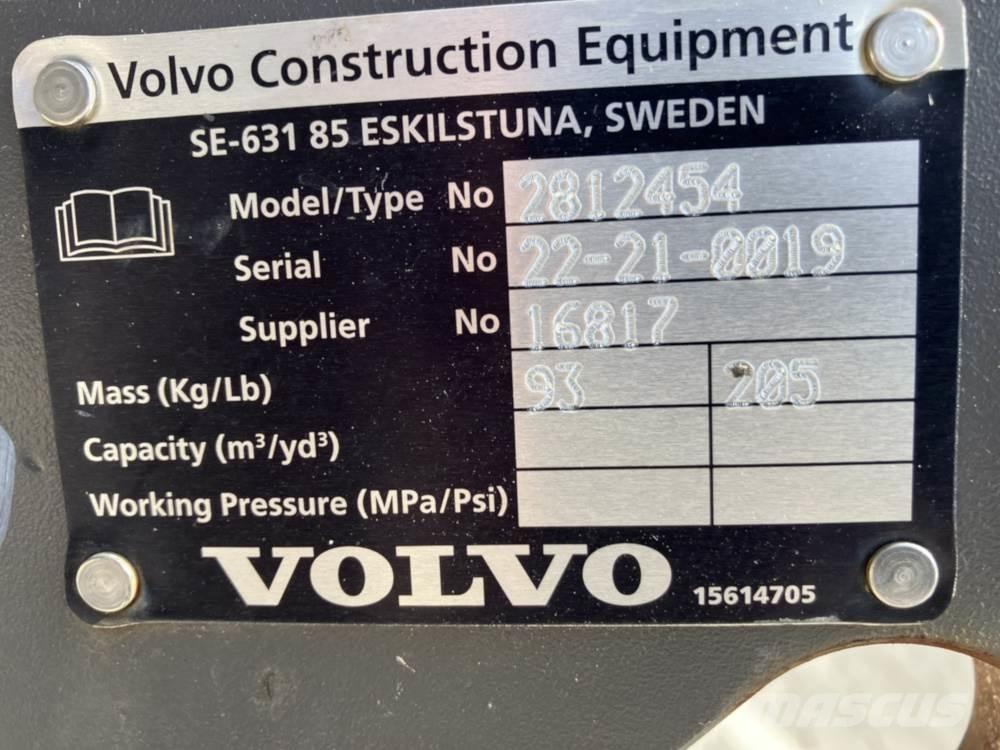 Volvo Construction Equipment
SE-631 85 ESKILSTUNA, SWEDEN
Model/Type No 2812454
Serial No 22-21-0019
Supplier No 16817
Mass (Kg/Lb) 93 205
Capacity (m³/yd³)
Working Pressure (MPa/Psi)
VOLVO 15614705
MASCUS